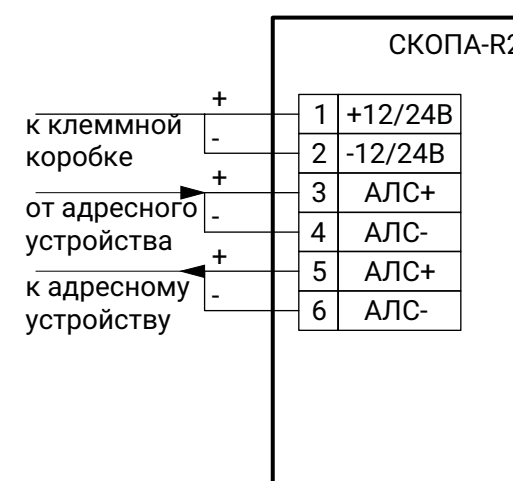 СКОПА-R2
+
1 +12/24В
к клеммной
-
2 -12/24В
коробке
+
3 АЛС+
от адресного
-
4 АЛС-
устройства
+
5 АЛС+
к адресному
-
6 АЛС-
устройству